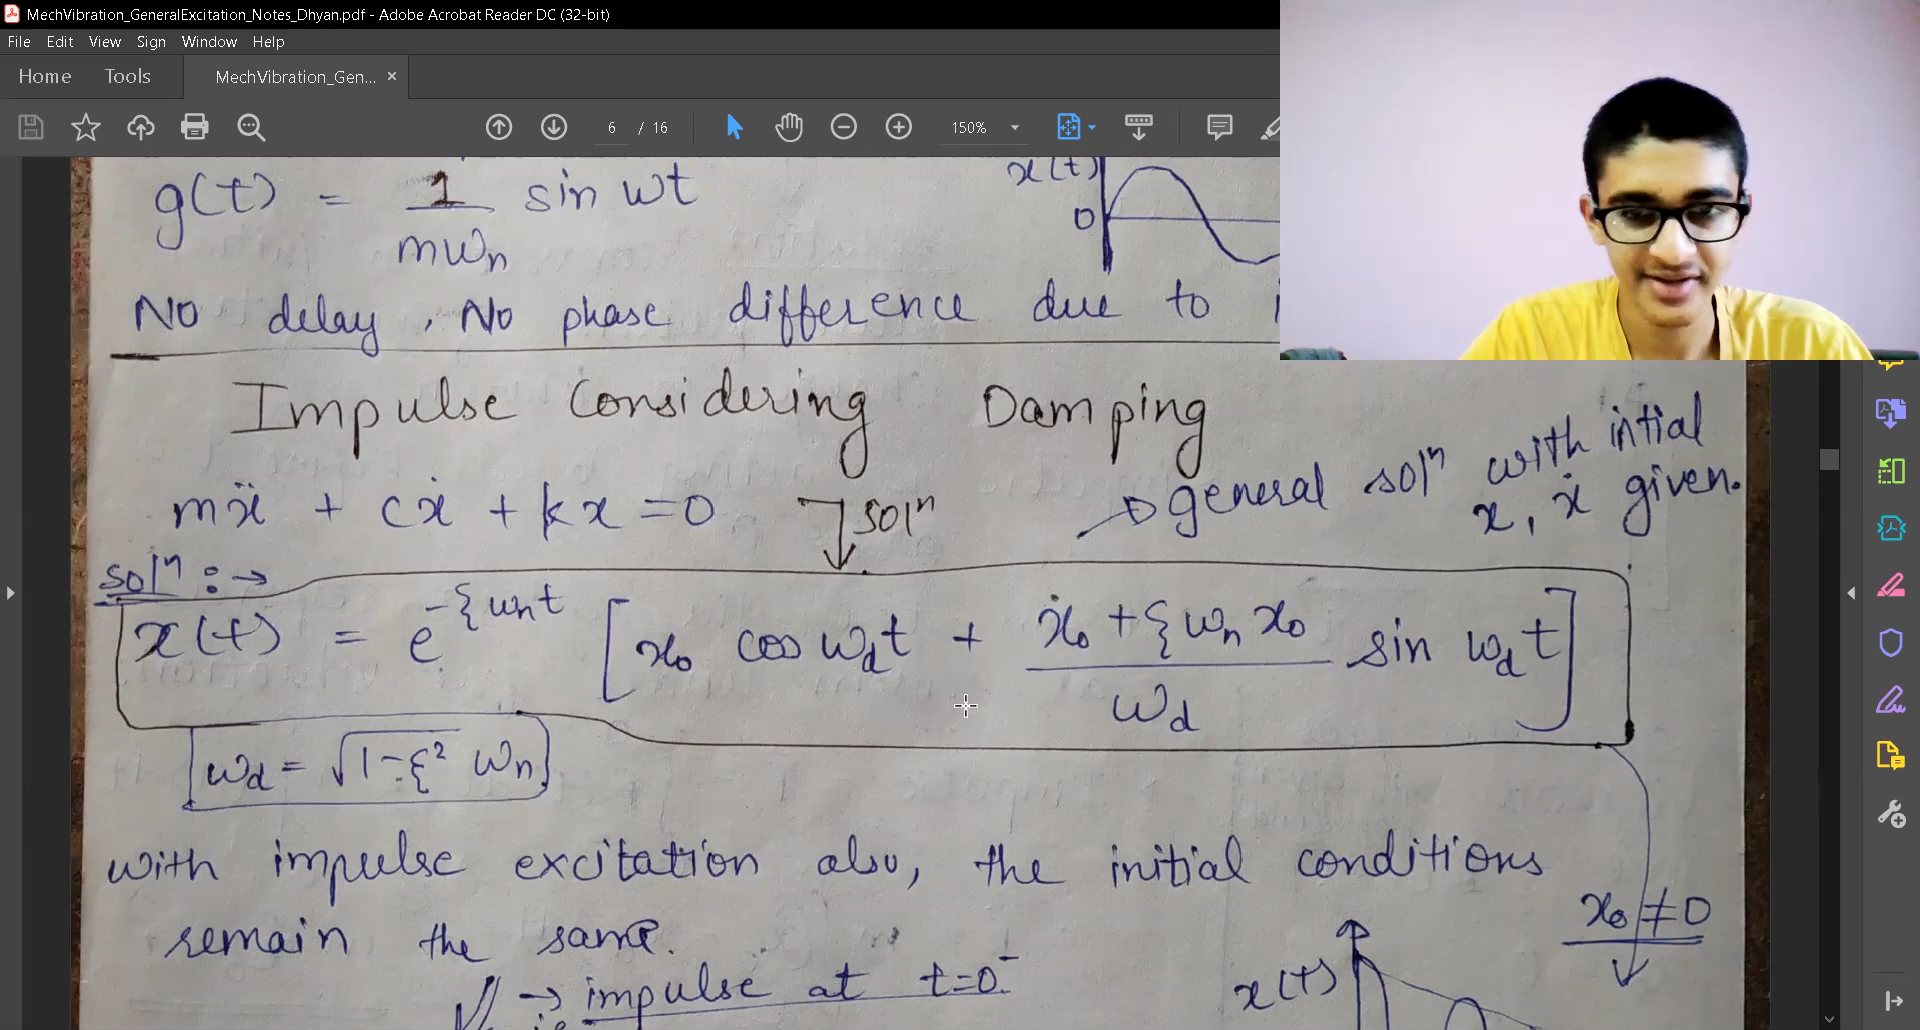 MechVibration_GeneralExcitation_Notes_Dhyan.pdf - Adobe Acrobat Reader DC (32-bit)
File Edit View Sign Window Help
Home Tools MechVibration_Gen... ×
6 / 16 150%
g(t) = 1/mωn sin ωt
x(t)
0
No delay, No phase difference due to
Impulse Considering Damping
mẍ + cẋ + kx = 0
soln
general soln with intial
x, ẋ given.
soln :→
x(t) = e^-ξωnt [x₀ cos ωdt + (ẋ₀ + ξωn x₀)/ωd sin ωdt]
ωd = √1-ξ² ωn
with impulse excitation also, the initial conditions
remain the same.
x₀ ≠ 0
→ impulse at t=0⁻
x(t)